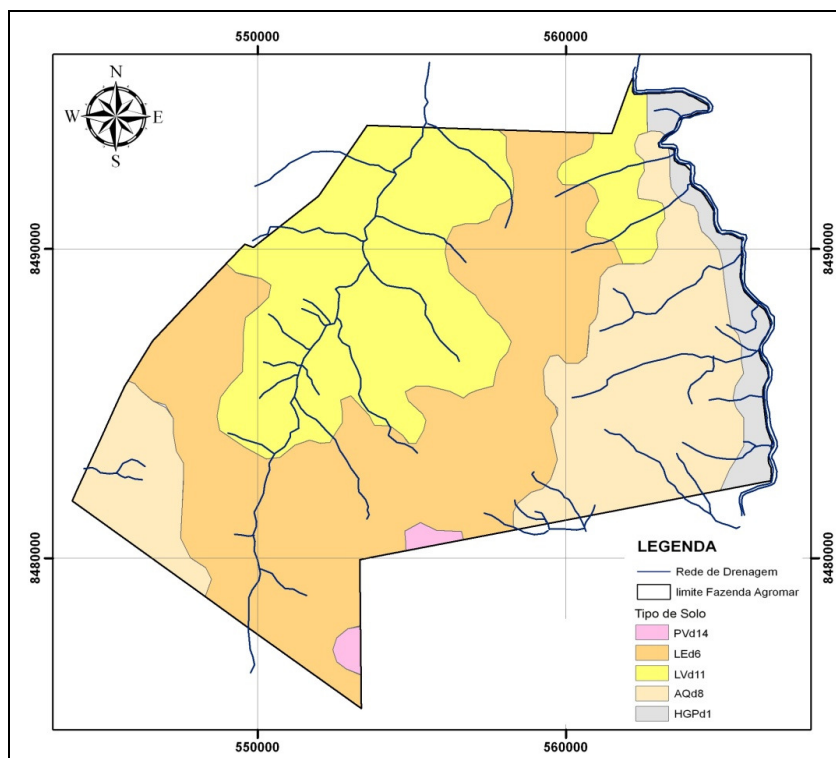 550000 560000
N
W E
S
8490000 8490000
8480000 8480000
LEGENDA
Rede de Drenagem
limite Fazenda Agromar
Tipo de Solo
PVd14
LEd6
LVd11
AQd8
HGPd1
550000 560000